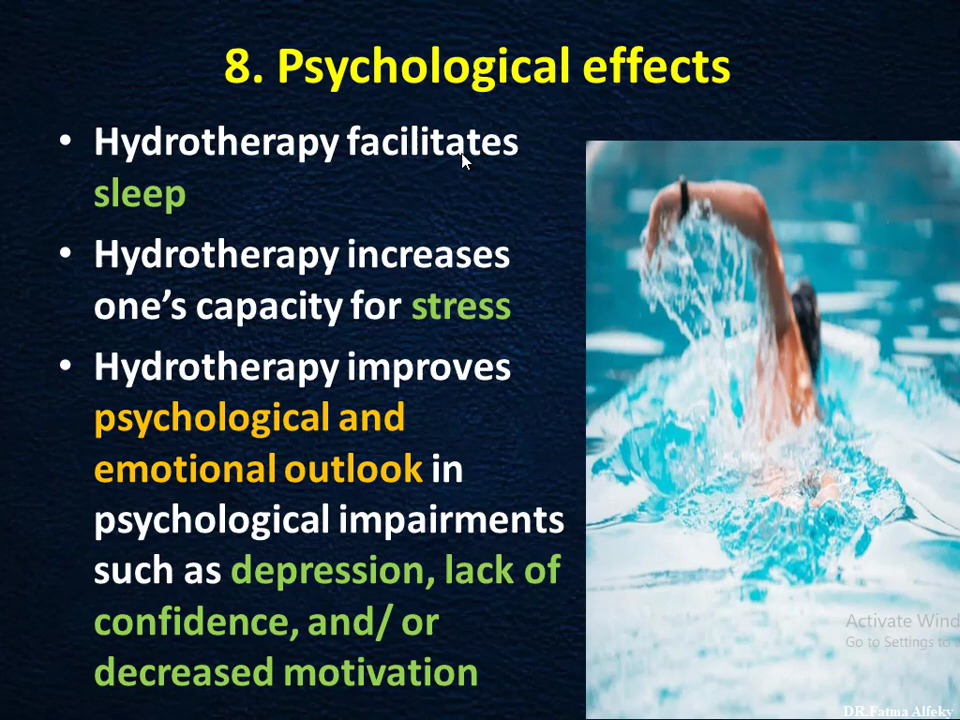 8. Psychological effects
• Hydrotherapy facilitates
sleep
• Hydrotherapy increases
one’s capacity for stress
• Hydrotherapy improves
psychological and
emotional outlook in
psychological impairments
such as depression, lack of
confidence, and/ or
decreased motivation
Activate Wind
Go to Settings to
DR.Fatma Alfeky